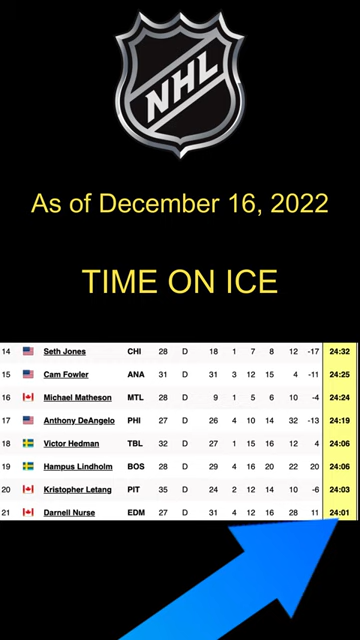 NHL
As of December 16, 2022
TIME ON ICE
14 Seth Jones CHI 28 D 18 1 7 8 12 -17 24:32
15 Cam Fowler ANA 31 D 31 3 12 15 4 -11 24:25
16 Michael Matheson MTL 28 D 9 1 5 6 10 -4 24:24
17 Anthony DeAngelo PHI 27 D 26 4 10 14 32 -13 24:19
18 Victor Hedman TBL 32 D 27 1 15 16 12 4 24:06
19 Hampus Lindholm BOS 28 D 29 4 16 20 22 20 24:06
20 Kristopher Letang PIT 35 D 24 2 12 14 10 -6 24:03
21 Darnell Nurse EDM 27 D 31 4 12 16 28 11 24:01